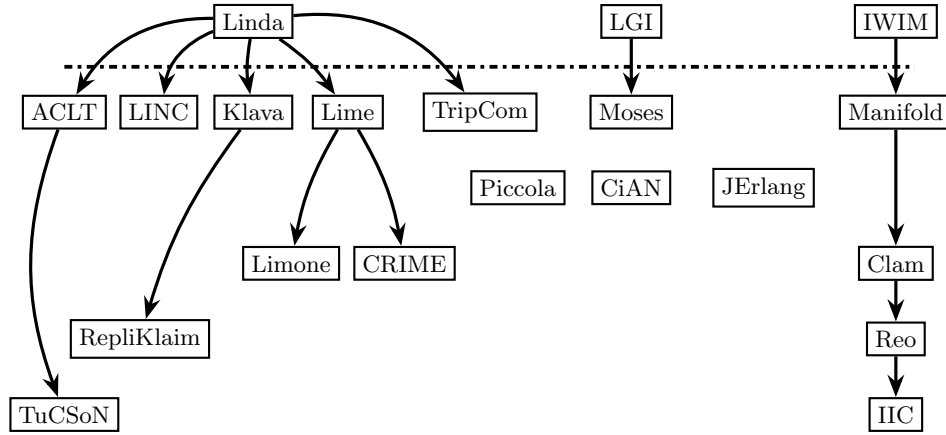 Linda LGI IWIM
ACLT LINC Klava Lime TripCom Moses Manifold
Piccola CiAN JErlang
Limone CRIME Clam
RepliKlaim Reo
TuCSoN IIC